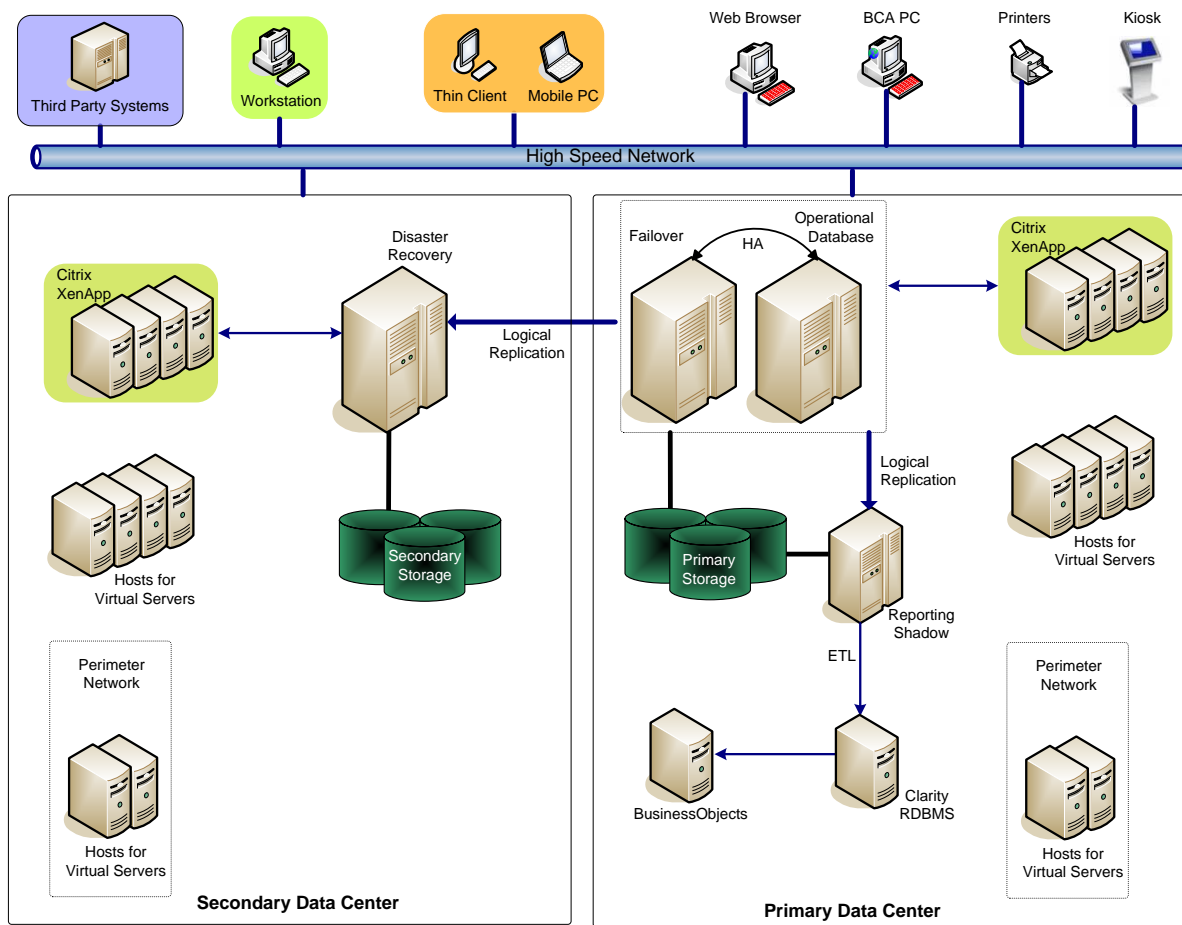 Web Browser
BCA PC
Printers
Kiosk
Third Party Systems
Workstation
Thin Client
Mobile PC
High Speed Network
Disaster
Recovery
Citrix
XenApp
Logical
Replication
Secondary
Storage
Hosts for
Virtual Servers
Perimeter
Network
Hosts for
Virtual Servers
Secondary Data Center
Failover
HA
Operational
Database
Citrix
XenApp
Logical
Replication
Primary
Storage
Hosts for
Virtual Servers
Reporting
Shadow
ETL
Perimeter
Network
BusinessObjects
Clarity
RDBMS
Hosts for
Virtual Servers
Primary Data Center